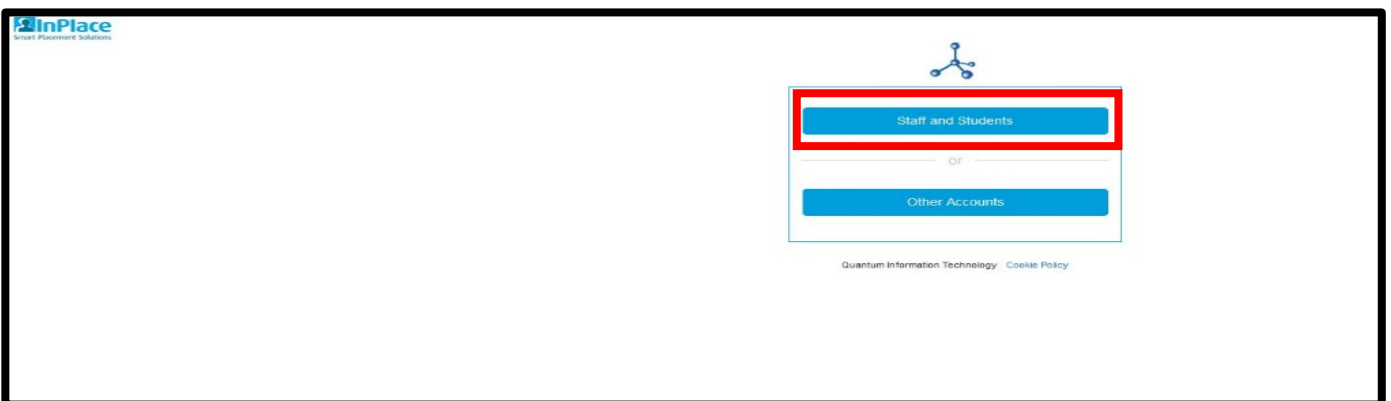 InPlace
Smart Placement Solutions
Staff and Students
or
Other Accounts
Quantum Information Technology Cookie Policy